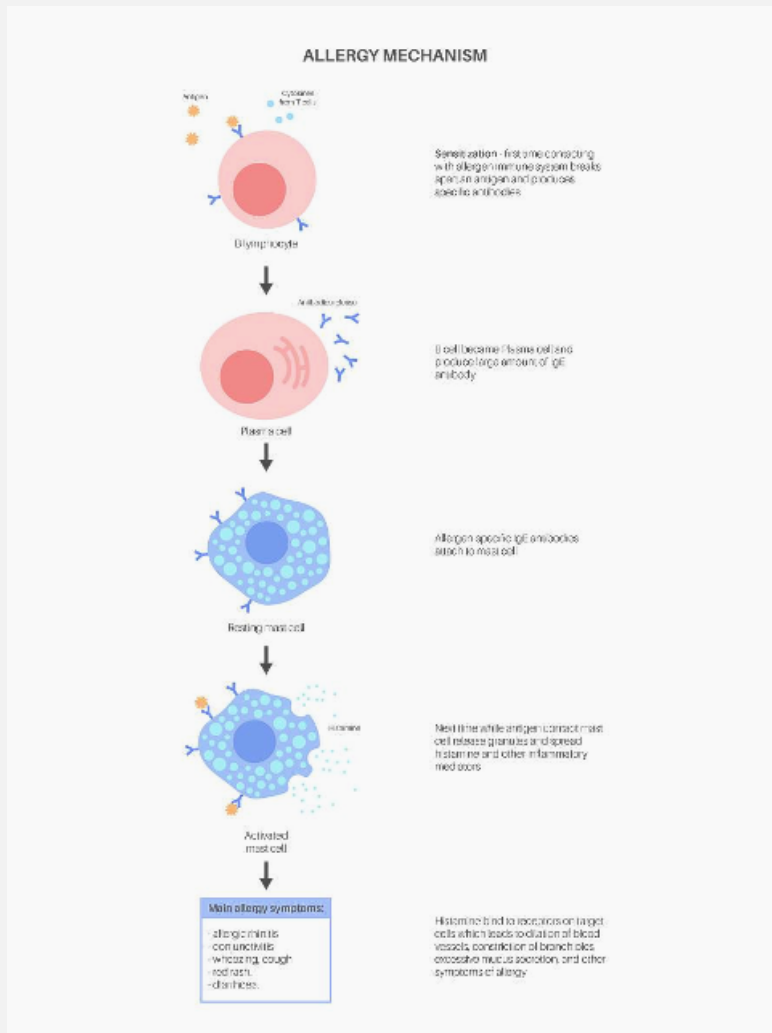 ALLERGY MECHANISM
Antigen
Cytokines
from T cells
Sensitization - first time contacting
with allergen immune system breaks
apart an antigen and produces
specific antibodies
B lymphocyte
B cell became Plasma cell and
produce large amount of IgE
antibody
Plasma cell
Allergen specific IgE antibodies
attach to mast cell
Resting mast cell
Histamine
Next time while antigen contact mast
cell release granules and spread
histamine and other inflammatory
mediators
Activated
mast cell
Main allergy symptoms:
- allergic rhinitis
- conjunctivitis
- wheezing, cough
- red rash,
- diarrhoea.
Histamine bind to receptors on target
cells which leads to dilation of blood
vessels, constriction of bronchioles,
excessive mucus secretion, and other
symptoms of allergy